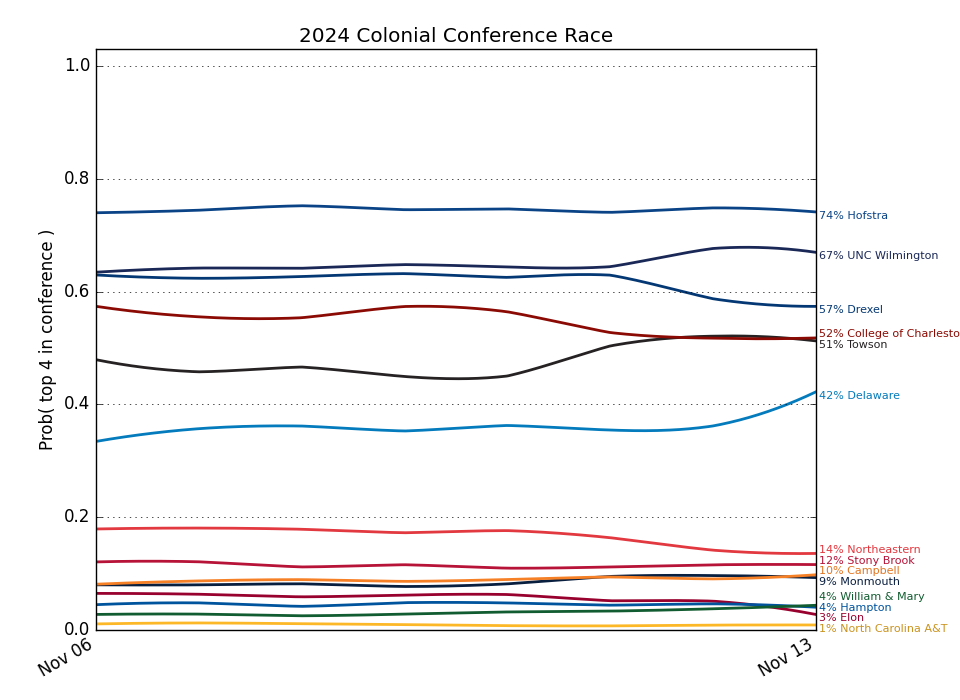 2024 Colonial Conference Race
Prob( top 4 in conference )
1.0
0.8
0.6
0.4
0.2
0.0
Nov 06
Nov 13
74% Hofstra
67% UNC Wilmington
57% Drexel
52% College of Charlesto
51% Towson
42% Delaware
14% Northeastern
12% Stony Brook
10% Campbell
9% Monmouth
4% William & Mary
4% Hampton
3% Elon
1% North Carolina A&T